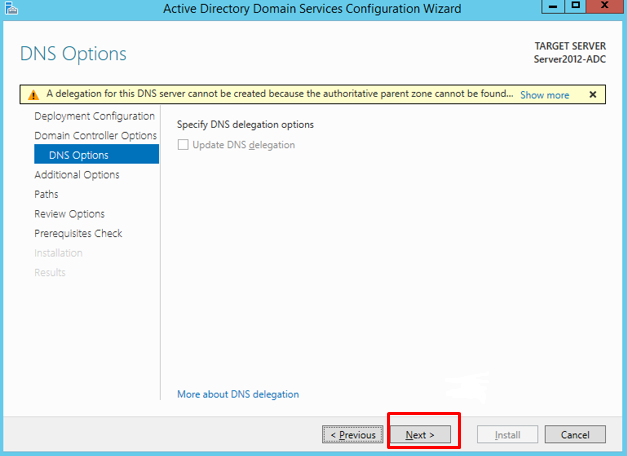 Active Directory Domain Services Configuration Wizard
DNS Options
TARGET SERVER
Server2012-ADC
A delegation for this DNS server cannot be created because the authoritative parent zone cannot be found... Show more
Deployment Configuration
Domain Controller Options
DNS Options
Additional Options
Paths
Review Options
Prerequisites Check
Installation
Results
Specify DNS delegation options
Update DNS delegation
More about DNS delegation
< Previous
Next >
Install
Cancel